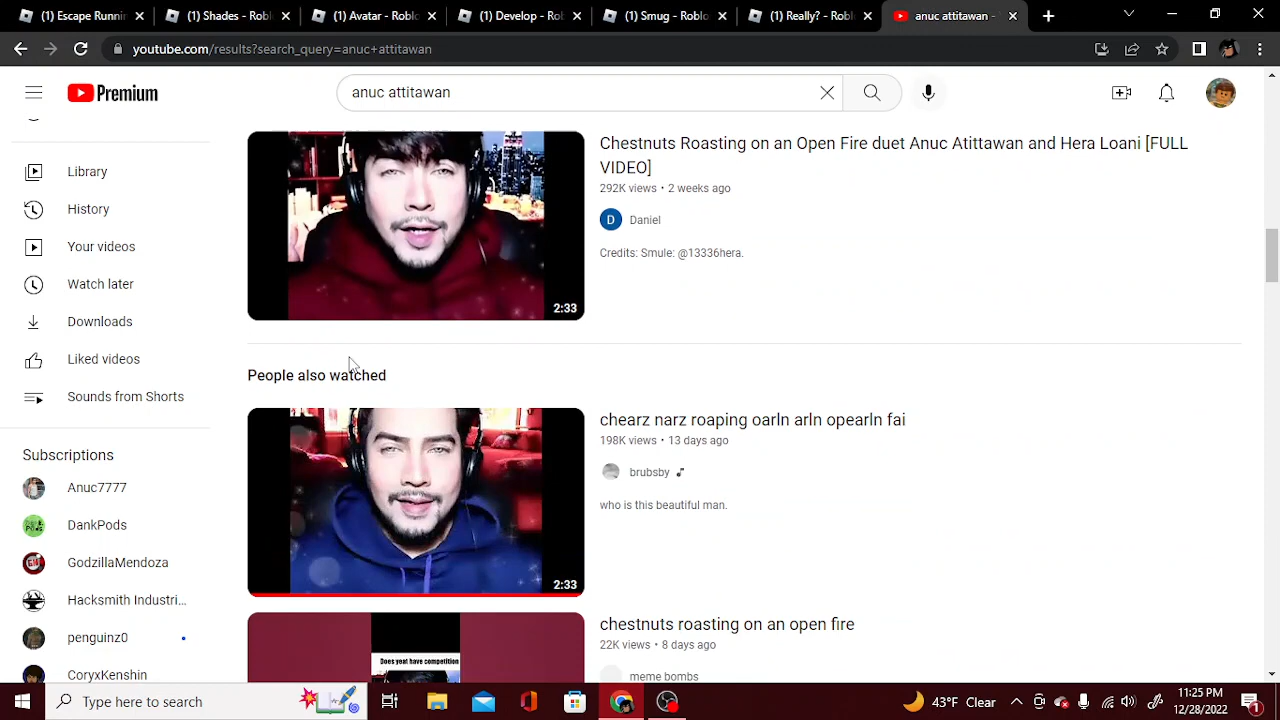 (1) Escape Runnin
(1) Shades - Robl
(1) Avatar - Roblo
(1) Develop - Rob
(1) Smug - Roblox
(1) Really? - Roblo
anuc attitawan -
youtube.com/results?search_query=anuc+attitawan
Premium
anuc attitawan
Library
History
Your videos
Watch later
Downloads
Liked videos
Sounds from Shorts
Subscriptions
Anuc7777
DankPods
GodzillaMendoza
Hacksmith Industri...
penguinz0
CoryxKenshin
2:33
Chestnuts Roasting on an Open Fire duet Anuc Atittawan and Hera Loani [FULL
VIDEO]
292K views • 2 weeks ago
D Daniel
Credits: Smule: @13336hera.
People also watched
2:33
chearz narz roaping oarln arln opearln fai
198K views • 13 days ago
brubsby ♪
who is this beautiful man.
Does yeat have competition
chestnuts roasting on an open fire
22K views • 8 days ago
meme bombs
Type here to search
43°F Clear
11:25 PM
12/28/2022
1